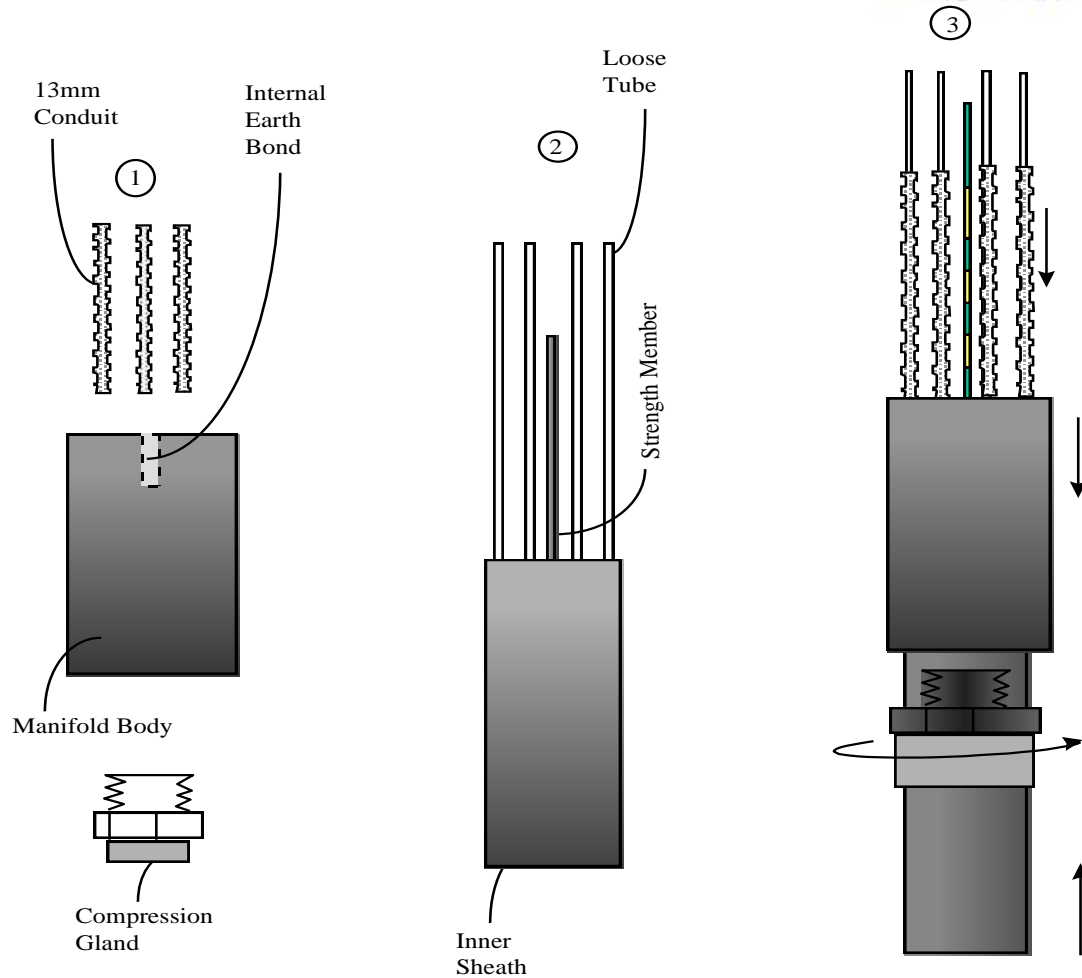 3
Loose
Tube
13mm
Conduit
Internal
Earth
Bond
2
1
Strength Member
Manifold Body
Compression
Gland
Inner
Sheath